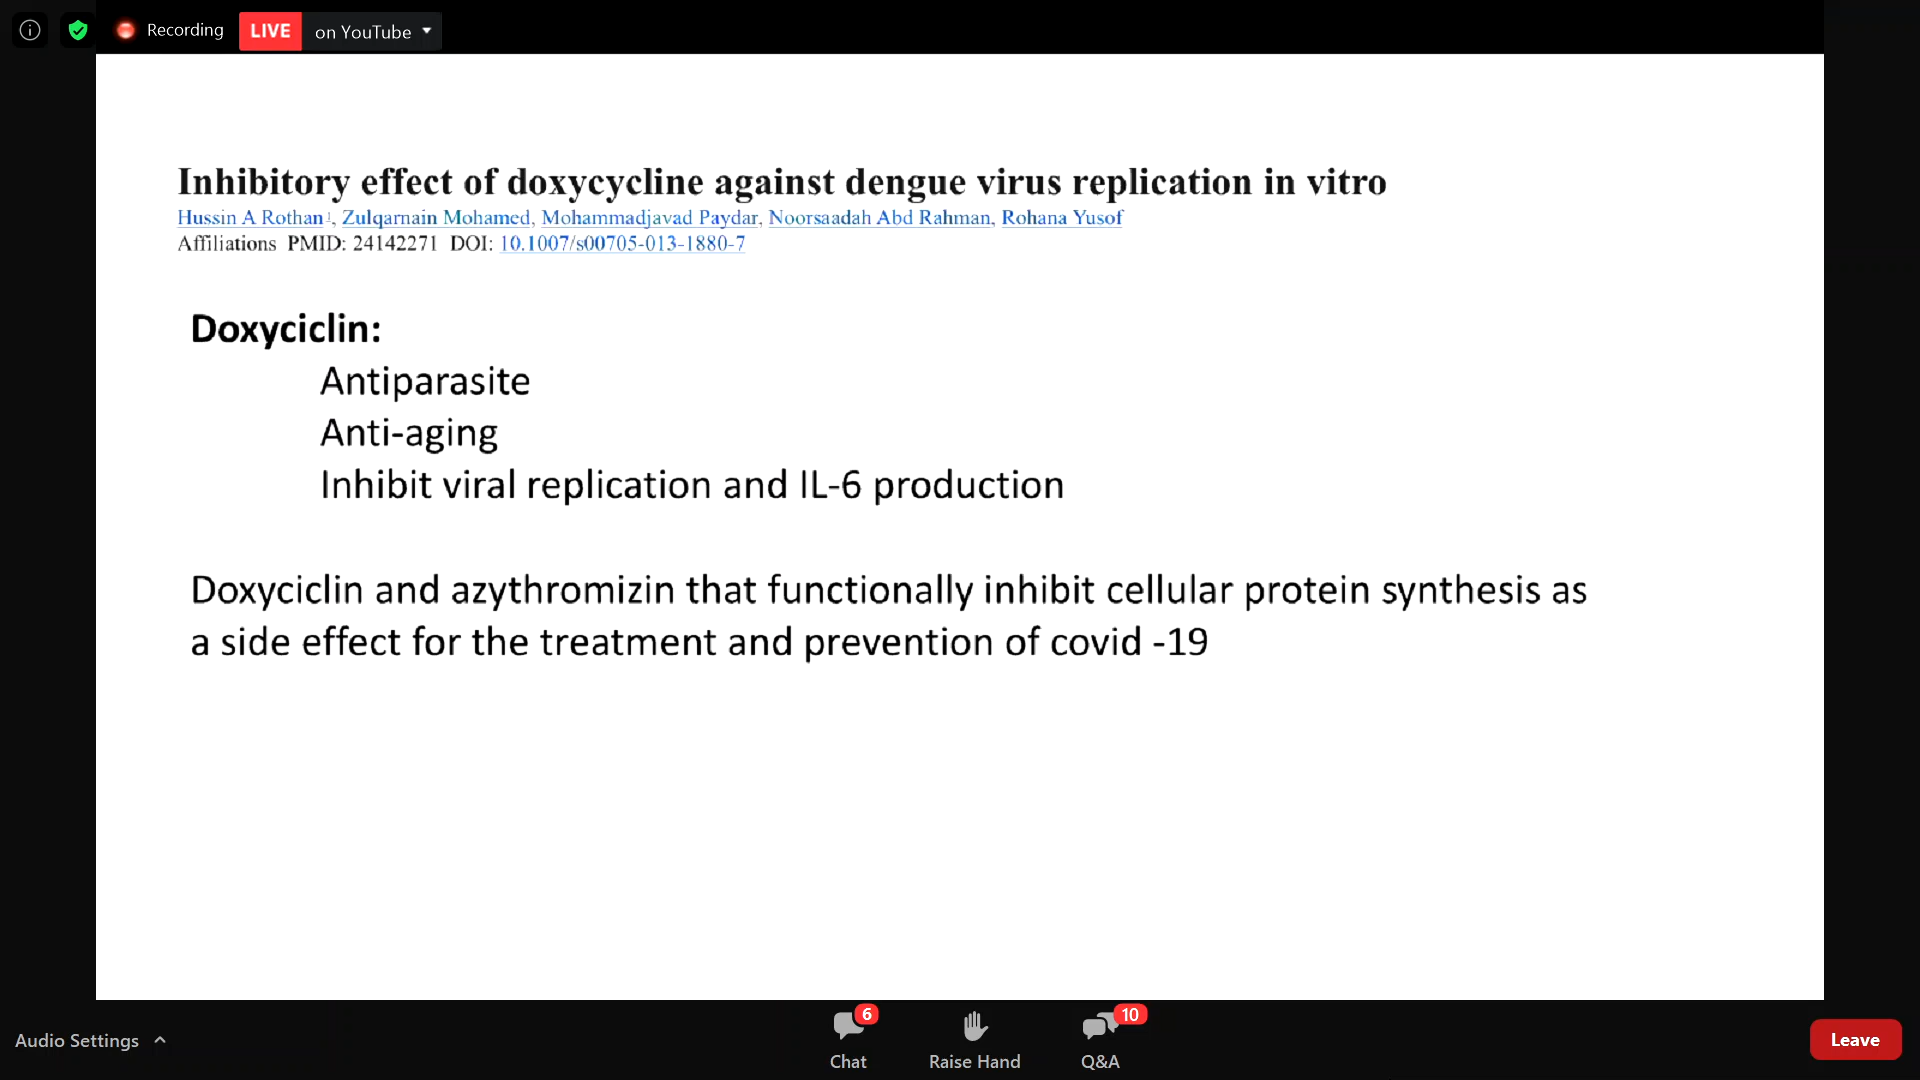 Recording LIVE on YouTube
Inhibitory effect of doxycycline against dengue virus replication in vitro
Hussin A Rothan 1, Zulqarnain Mohamed, Mohammadjavad Paydar, Noorsaadah Abd Rahman, Rohana Yusof
Affiliations PMID: 24142271 DOI: 10.1007/s00705-013-1880-7
Doxyciclin:
Antiparasite
Anti-aging
Inhibit viral replication and IL-6 production
Doxyciclin and azythromizin that functionally inhibit cellular protein synthesis as
a side effect for the treatment and prevention of covid -19
Audio Settings
6
Chat
Raise Hand
10
Q&A
Leave